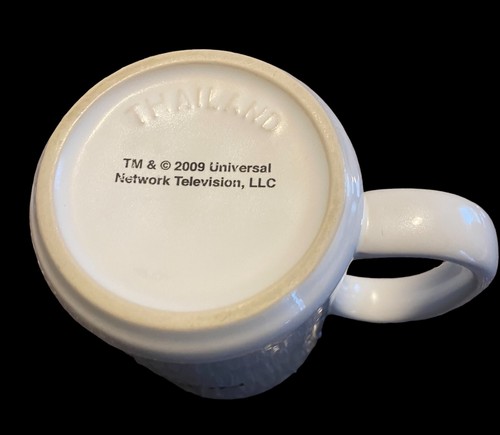 THAILAND
TM & © 2009 Universal
Network Television, LLC